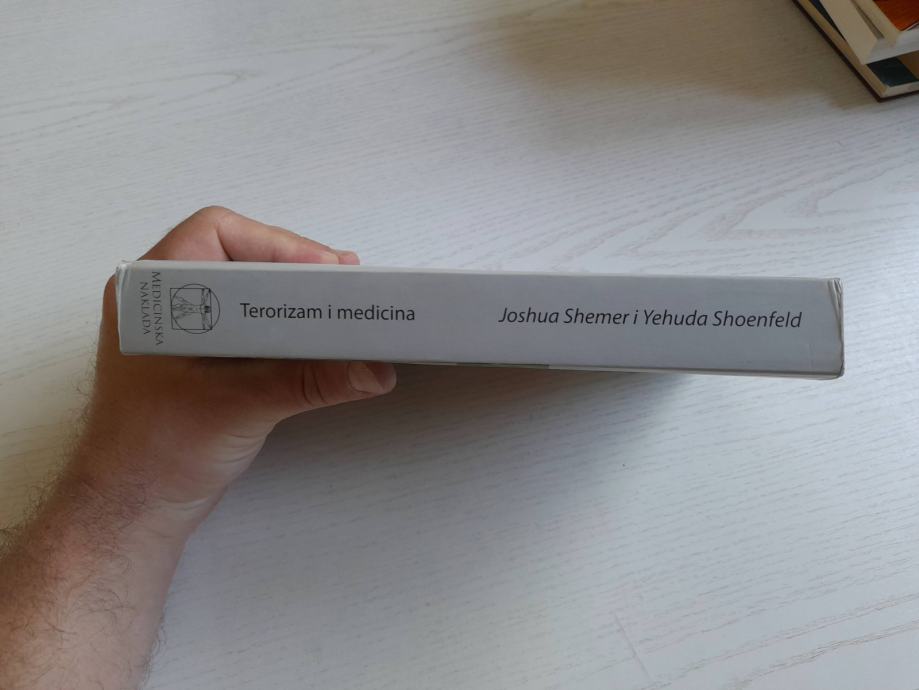 MEDICINSKA
NAKLADA
Terorizam i medicina
Joshua Shemer i Yehuda Shoenfeld